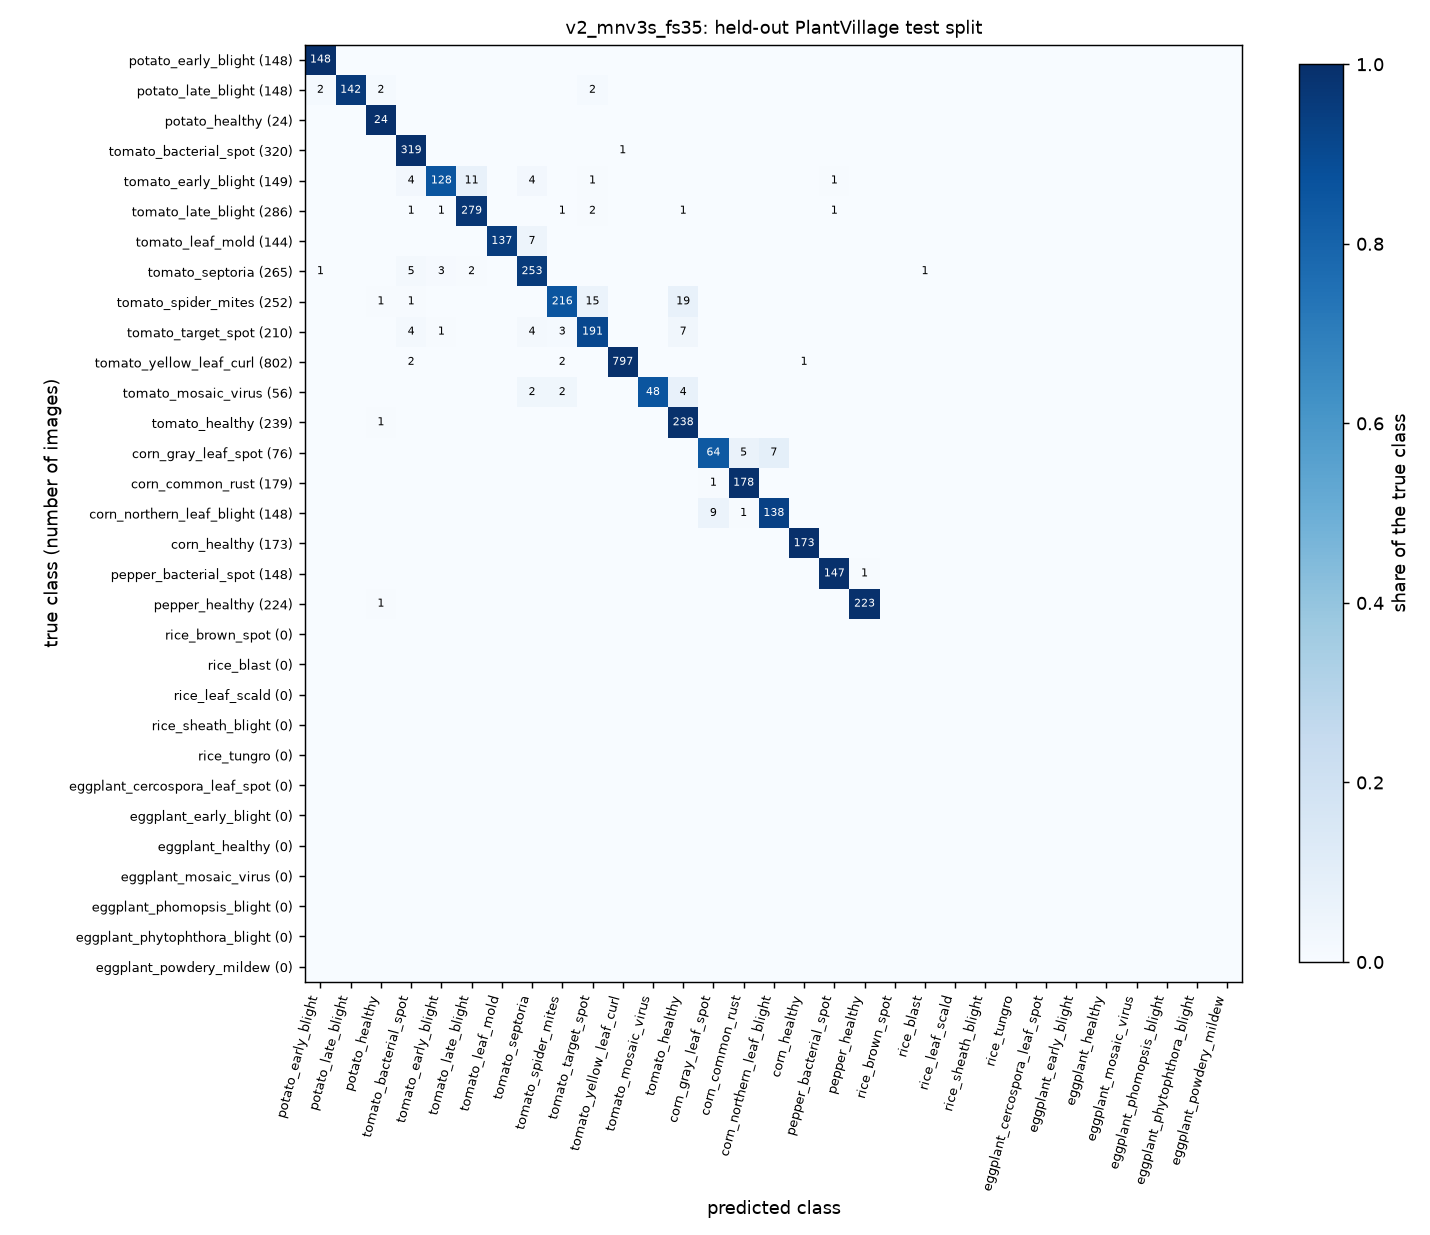 v2_mnv3s_fs35: held-out PlantVillage test split
true class (number of images)
potato_early_blight (148) 148
potato_late_blight (148) 2 142 2 2
potato_healthy (24) 24
tomato_bacterial_spot (320) 319 1
tomato_early_blight (149) 4 128 11 4 1 1
tomato_late_blight (286) 1 1 279 1 2 1 1
tomato_leaf_mold (144) 137 7
tomato_septoria (265) 1 5 3 2 253 1
tomato_spider_mites (252) 1 1 216 15 19
tomato_target_spot (210) 4 1 4 3 191 7
tomato_yellow_leaf_curl (802) 2 2 797 1
tomato_mosaic_virus (56) 2 2 48 4
tomato_healthy (239) 1 238
corn_gray_leaf_spot (76) 64 5 7
corn_common_rust (179) 1 178
corn_northern_leaf_blight (148) 9 1 138
corn_healthy (173) 173
pepper_bacterial_spot (148) 147 1
pepper_healthy (224) 1 223
rice_brown_spot (0)
rice_blast (0)
rice_leaf_scald (0)
rice_sheath_blight (0)
rice_tungro (0)
eggplant_cercospora_leaf_spot (0)
eggplant_early_blight (0)
eggplant_healthy (0)
eggplant_mosaic_virus (0)
eggplant_phomopsis_blight (0)
eggplant_phytophthora_blight (0)
eggplant_powdery_mildew (0)
potato_early_blight
potato_late_blight
potato_healthy
tomato_bacterial_spot
tomato_early_blight
tomato_late_blight
tomato_leaf_mold
tomato_septoria
tomato_spider_mites
tomato_target_spot
tomato_yellow_leaf_curl
tomato_mosaic_virus
tomato_healthy
corn_gray_leaf_spot
corn_common_rust
corn_northern_leaf_blight
corn_healthy
pepper_bacterial_spot
pepper_healthy
rice_brown_spot
rice_blast
rice_leaf_scald
rice_sheath_blight
rice_tungro
eggplant_cercospora_leaf_spot
eggplant_early_blight
eggplant_healthy
eggplant_mosaic_virus
eggplant_phomopsis_blight
eggplant_phytophthora_blight
eggplant_powdery_mildew
predicted class
1.0
0.8
0.6
0.4
0.2
0.0
share of the true class